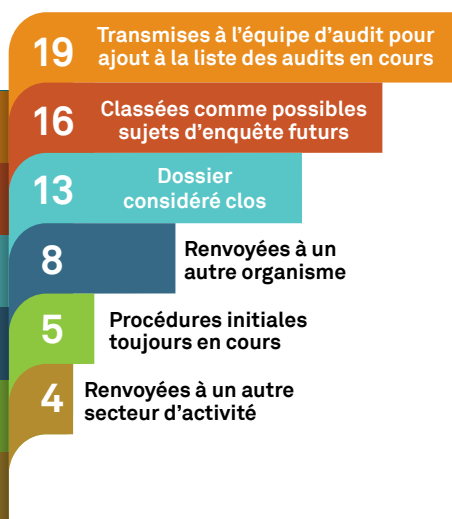 19
Transmises à l'équipe d'audit pour
ajout à la liste des audits en cours
16
Classées comme possibles
sujets d'enquête futurs
13
Dossier
considéré clos
8
Renvoyées à un
autre organisme
5
Procédures initiales
toujours en cours
4
Renvoyées à un autre
secteur d'activité